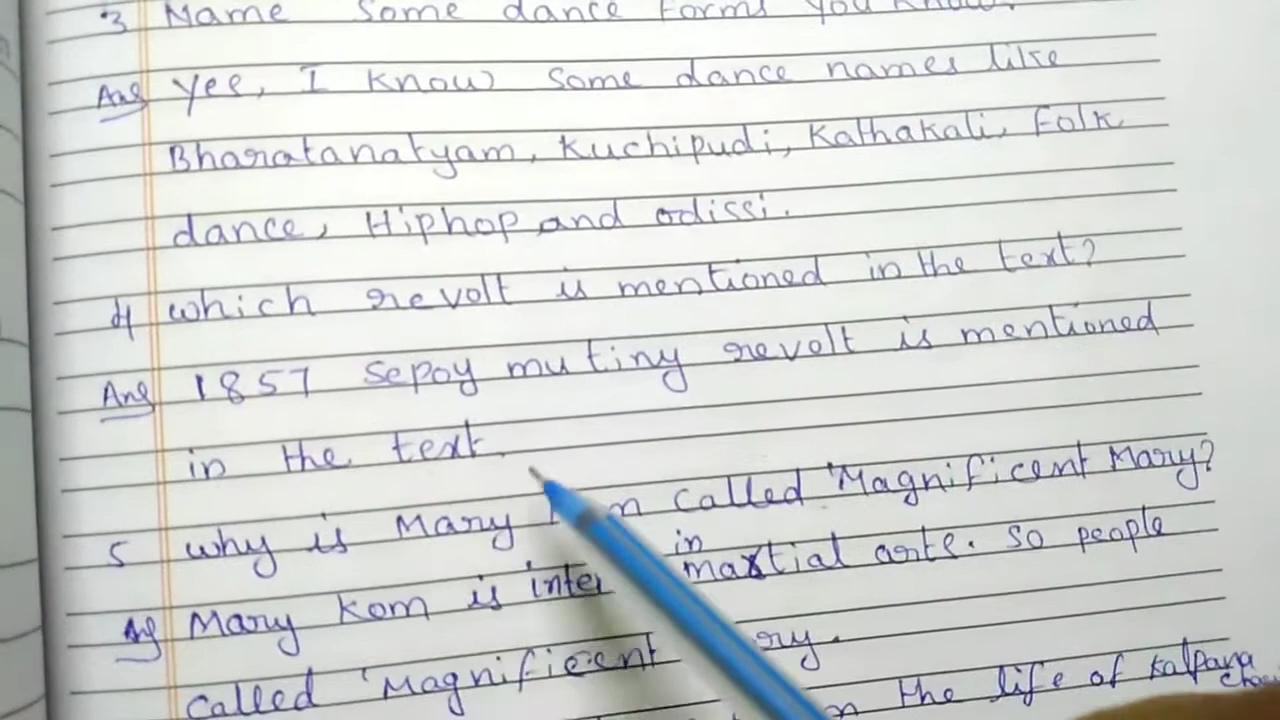 3 Name some dance forms you know.
Ans Yes, I know some dance names like
Bharatanatyam, Kuchipudi, Kathakali, Folk
dance, Hiphop and odissi.
4 which revolt is mentioned in the text?
Ans 1857 Sepoy mutiny revolt is mentioned
in the text.
5 why is Mary called 'Magnificent Mary?
in
Ans Mary Kom is martial arts. So people
called 'Magnificent
the life of Kalpana